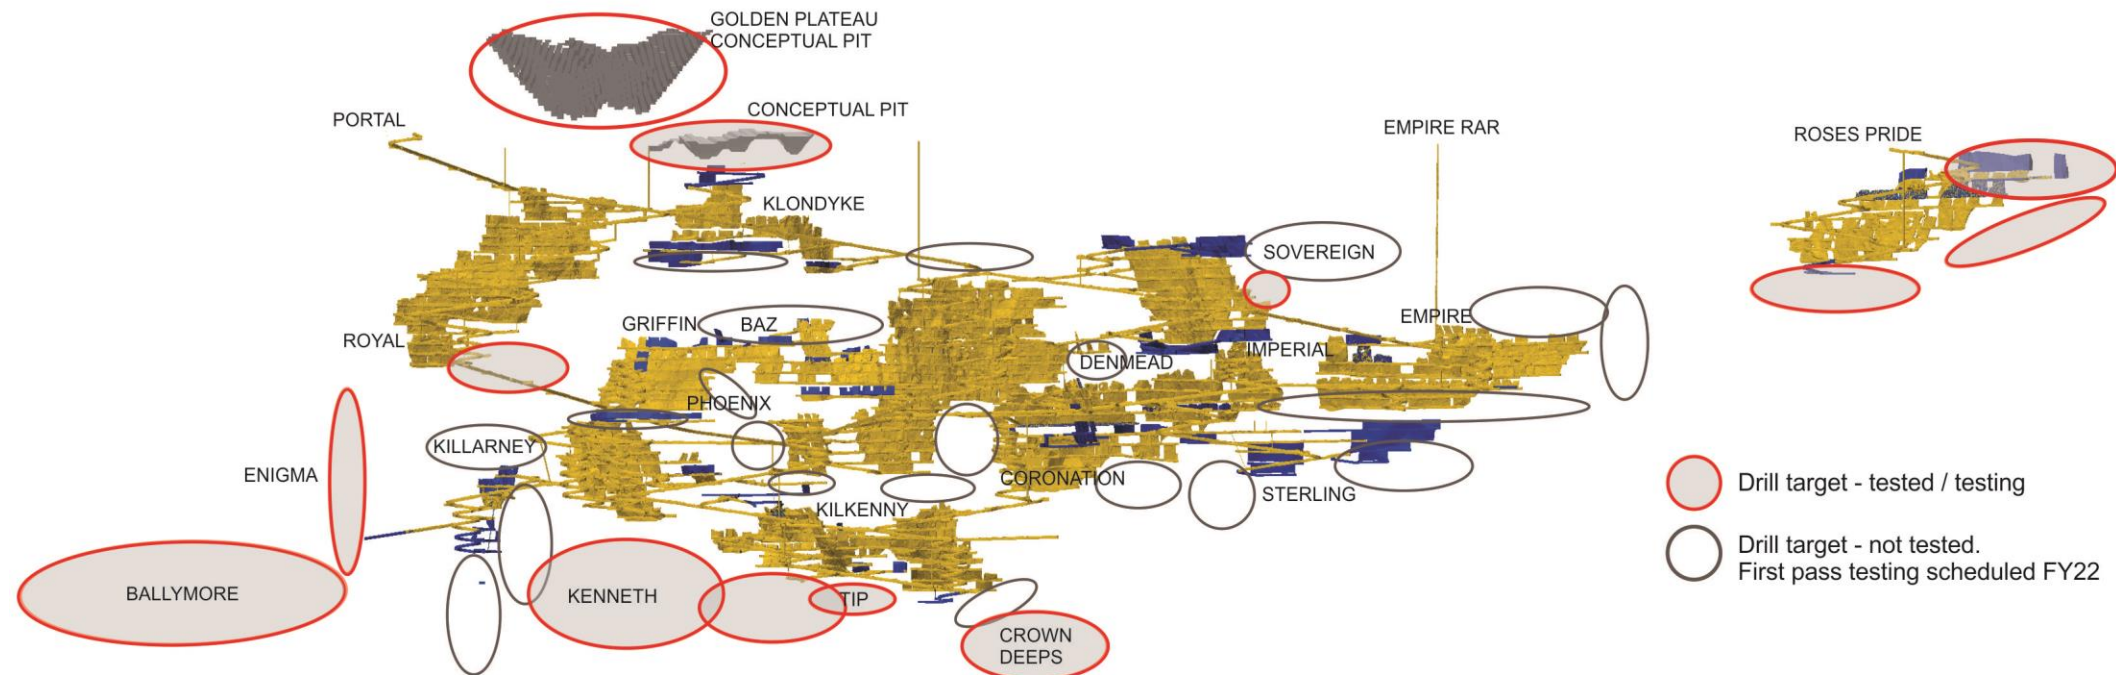 GOLDEN PLATEAU
CONCEPTUAL PIT
CONCEPTUAL PIT
PORTAL
EMPIRE RAR
ROSES PRIDE
KLONDYKE
SOVEREIGN
GRIFFIN
BAZ
EMPIRE
ROYAL
DENMEAD
IMPERIAL
PHOENIX
KILLARNEY
ENIGMA
CORONATION
STERLING
KILKENNY
BALLYMORE
KENNETH
TIP
CROWN
DEEPS
Drill target - tested / testing
Drill target - not tested.
First pass testing scheduled FY22